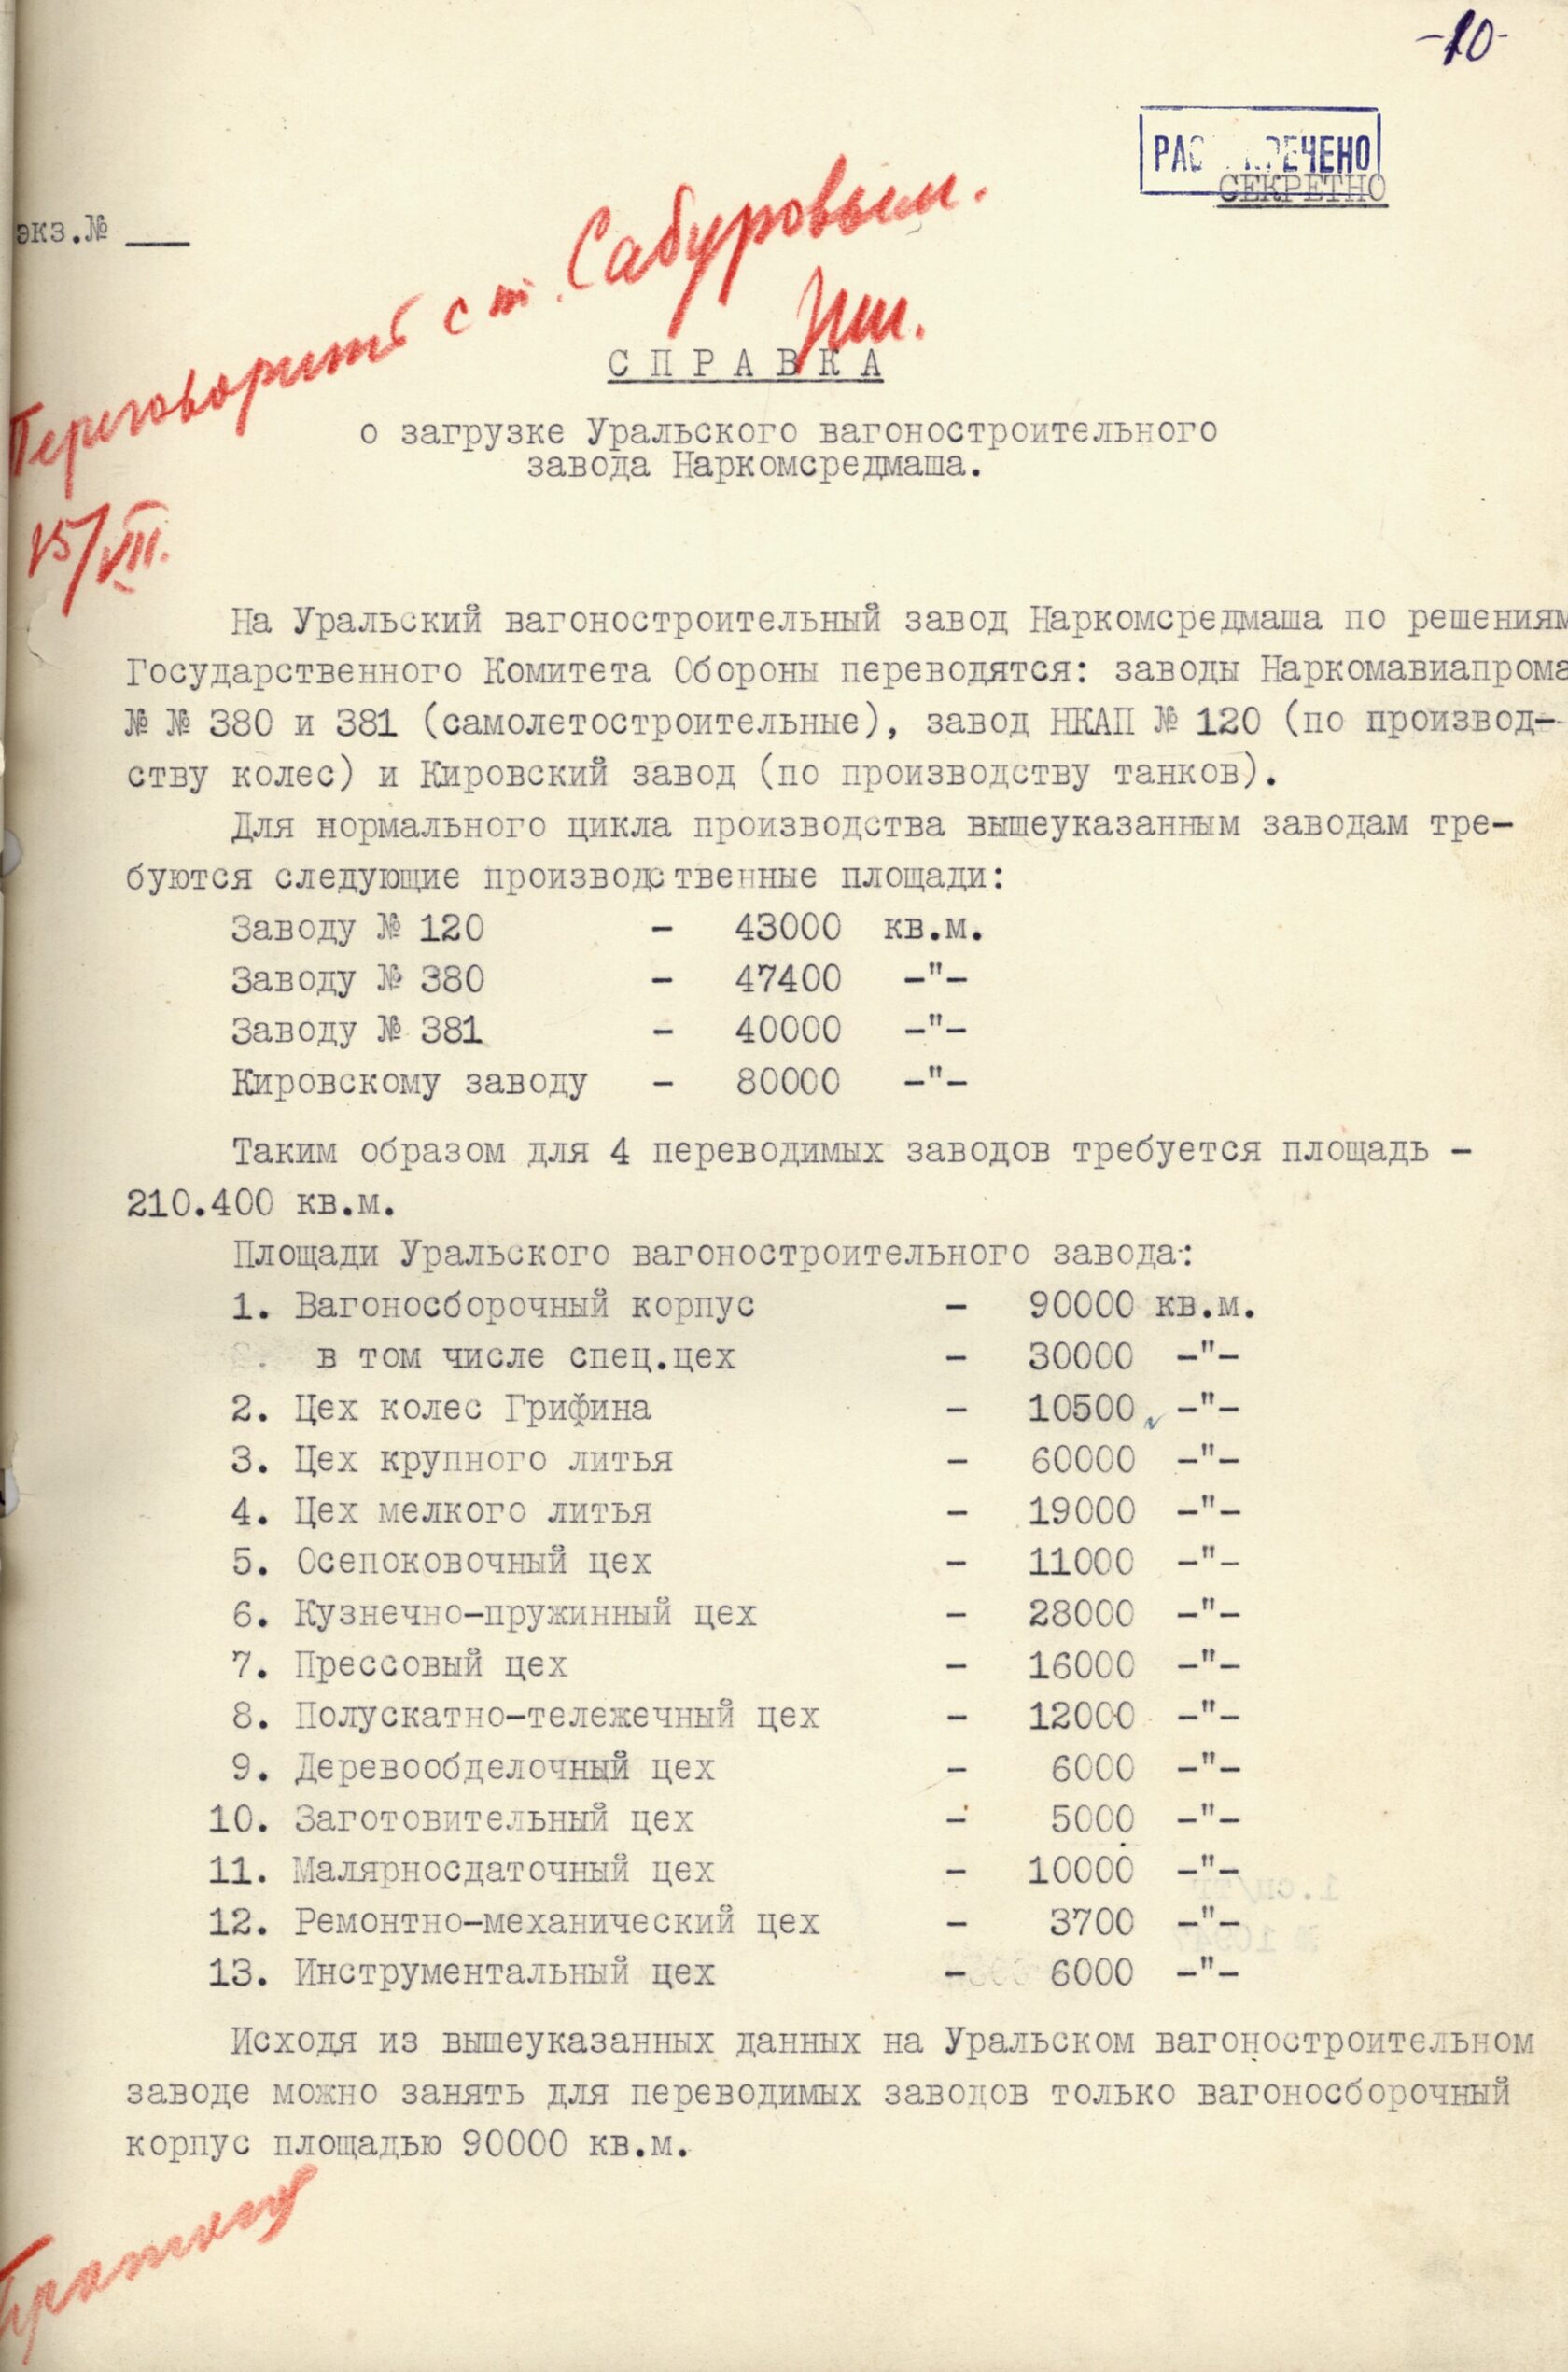 -10-
СЕКРЕТНО
экз.№ ___
Переговорить с т. Сабуровым.
15/VII.
С П Р А В К А
о загрузке Уральского вагоностроительного
завода Наркомсредмаша.
На Уральский вагоностроительный завод Наркомсредмаша по решениям
Государственного Комитета Обороны переводятся: заводы Наркомавиапрома
№ № 380 и 381 (самолетостроительные), завод НКАП № 120 (по производ-
ству колес) и Кировский завод (по производству танков).
Для нормального цикла производства вышеуказанным заводам тре-
буются следующие производственные площади:
Заводу № 120 - 43000 кв.м.
Заводу № 380 - 47400 -"-
Заводу № 381 - 40000 -"-
Кировскому заводу - 80000 -"-
Таким образом для 4 переводимых заводов требуется площадь -
210.400 кв.м.
Площади Уральского вагоностроительного завода:
1. Вагоносборочный корпус - 90000 кв.м.
в том числе спец.цех - 30000 -"-
2. Цех колес Грифина - 10500 -"-
3. Цех крупного литья - 60000 -"-
4. Цех мелкого литья - 19000 -"-
5. Осепоковочный цех - 11000 -"-
6. Кузнечно-пружинный цех - 28000 -"-
7. Прессовый цех - 16000 -"-
8. Полускатно-тележечный цех - 12000 -"-
9. Деревообделочный цех - 6000 -"-
10. Заготовительный цех - 5000 -"-
11. Малярносдаточный цех - 10000 -"-
12. Ремонтно-механический цех - 3700 -"-
13. Инструментальный цех - 6000 -"-
Исходя из вышеуказанных данных на Уральском вагоностроительном
заводе можно занять для переводимых заводов только вагоносборочный
корпус площадью 90000 кв.м.